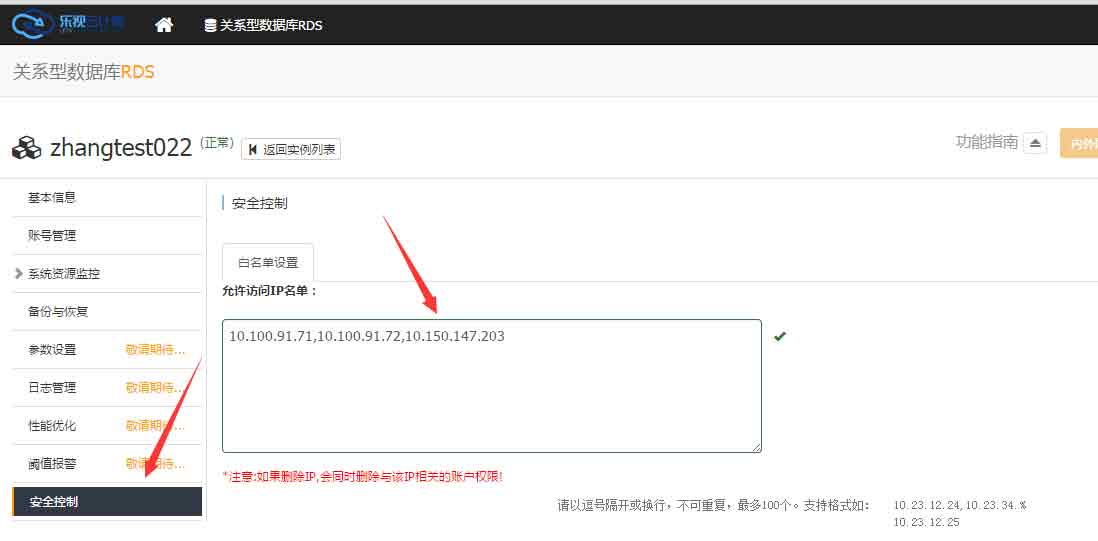 乐视云计算 关系型数据库RDS
关系型数据库RDS
zhangtest022 (正常) 返回实例列表 功能指南 内外
基本信息
账号管理
系统资源监控
备份与恢复
参数设置 敬请期待...
日志管理 敬请期待...
性能优化 敬请期待...
阈值报警 敬请期待...
安全控制
安全控制
白名单设置
允许访问IP名单：
10.100.91.71,10.100.91.72,10.150.147.203
*注意:如果删除IP,会同时删除与该IP相关的账户权限!
请以逗号隔开或换行，不可重复，最多100个。支持格式如： 10.23.12.24,10.23.34.%
10.23.12.25